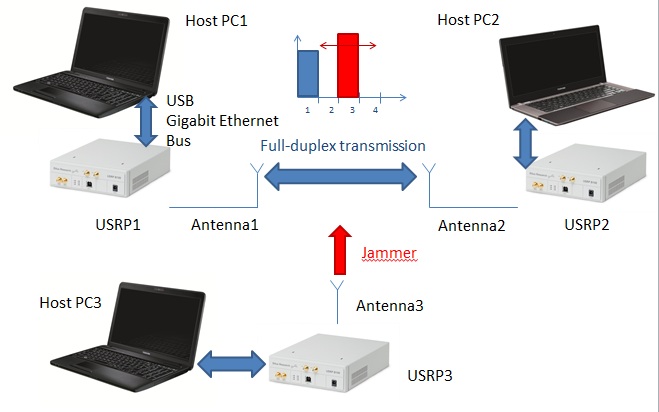 Host PC1
Host PC2
1 2 3 4
USB
Gigabit Ethernet
Bus
Full-duplex transmission
USRP1
Antenna1
Antenna2
USRP2
Jammer
Host PC3
Antenna3
USRP3